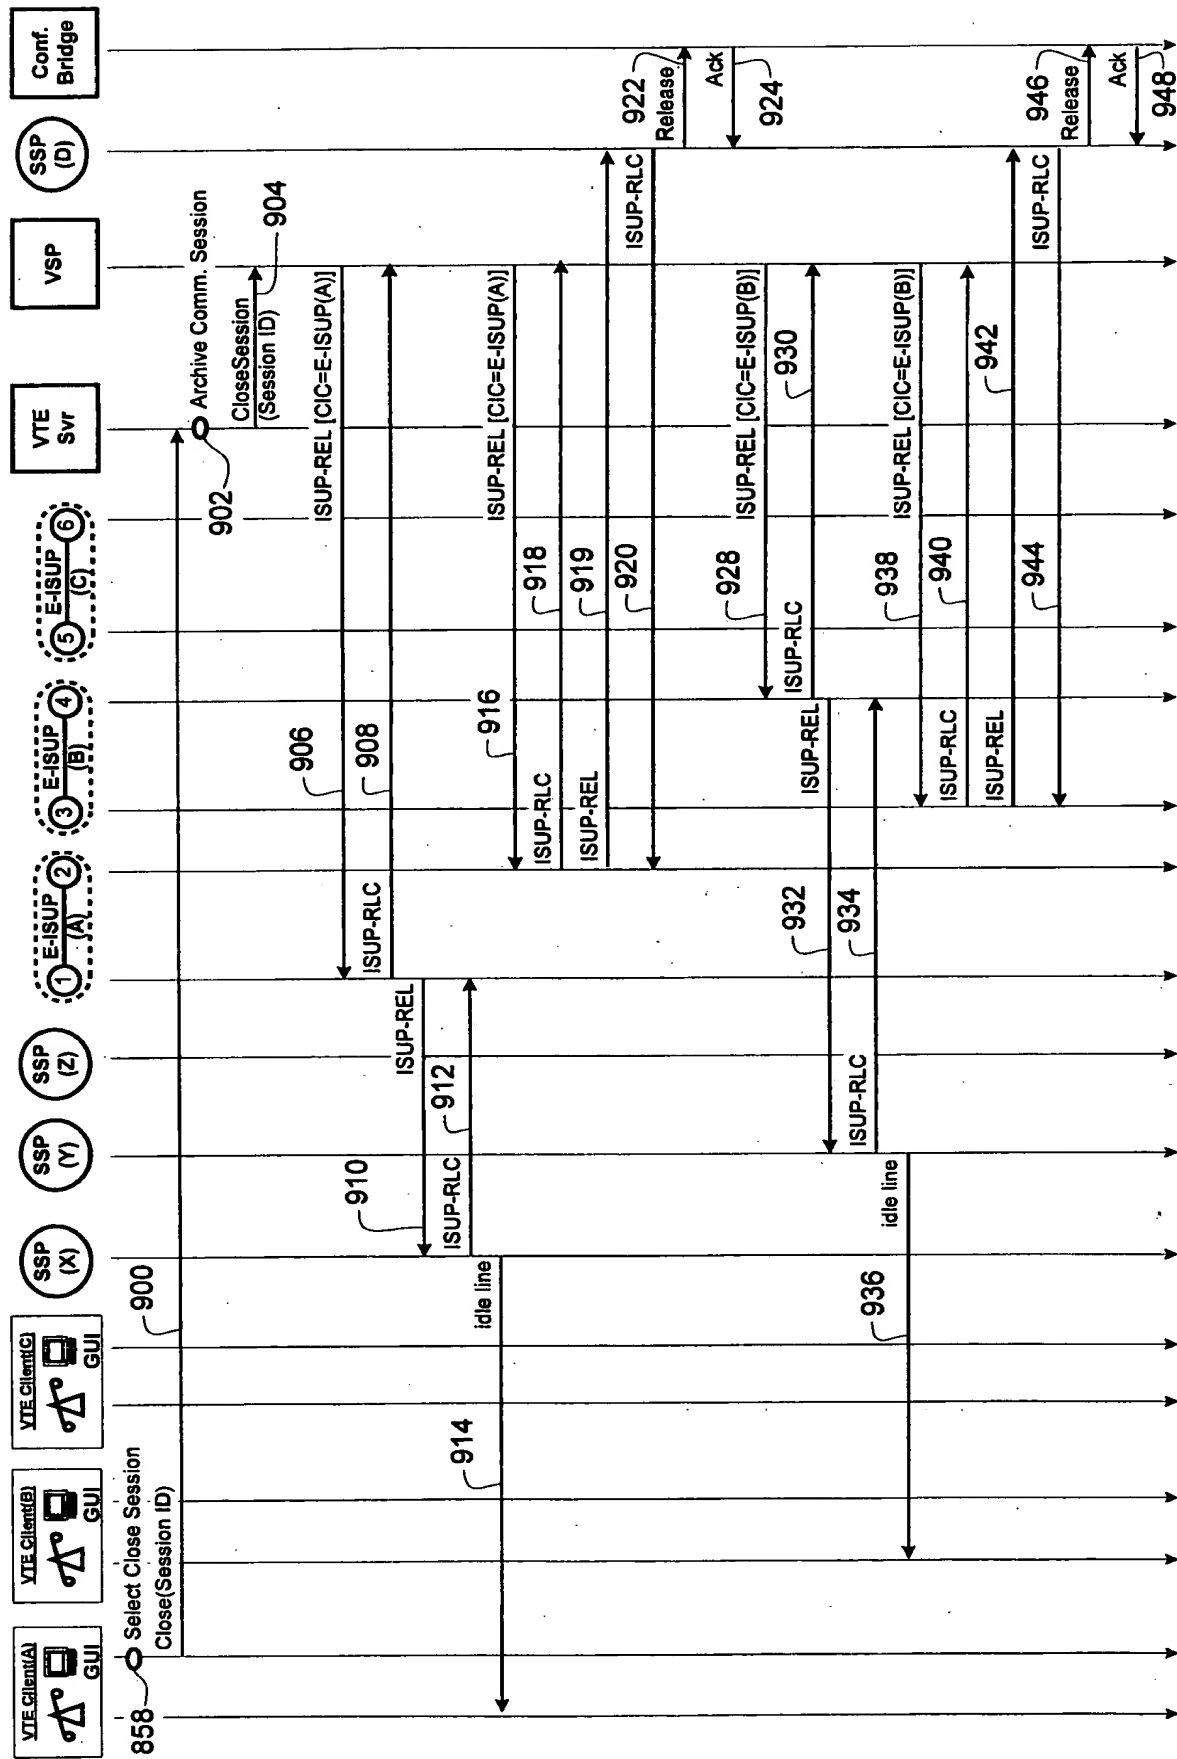 VTE Client(A)
GUI
VTE Client(B)
GUI
VTE Client(C)
GUI
SSP
(X)
SSP
(Y)
SSP
(Z)
1
E-ISUP
(A)
2
3
E-ISUP
(B)
4
5
E-ISUP
(C)
6
VTE
Svr
VSP
SSP
(D)
Conf.
Bridge
858
Select Close Session
Close(Session ID)
900
902
Archive Comm. Session
CloseSession
(Session ID)
904
ISUP-REL [CIC=E-ISUP(A)]
906
ISUP-RLC
908
ISUP-REL
910
ISUP-RLC
912
idle line
914
ISUP-REL [CIC=E-ISUP(A)]
916
ISUP-RLC
918
ISUP-REL
919
ISUP-RLC
920
Release
922
Ack
924
ISUP-REL [CIC=E-ISUP(B)]
928
ISUP-RLC
930
ISUP-REL
932
ISUP-RLC
934
idle line
936
ISUP-REL [CIC=E-ISUP(B)]
938
ISUP-RLC
940
ISUP-REL
942
ISUP-RLC
944
Release
946
Ack
948